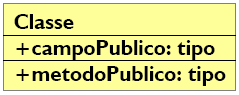 Classe
+campoPublico: tipo
+metodoPublico: tipo